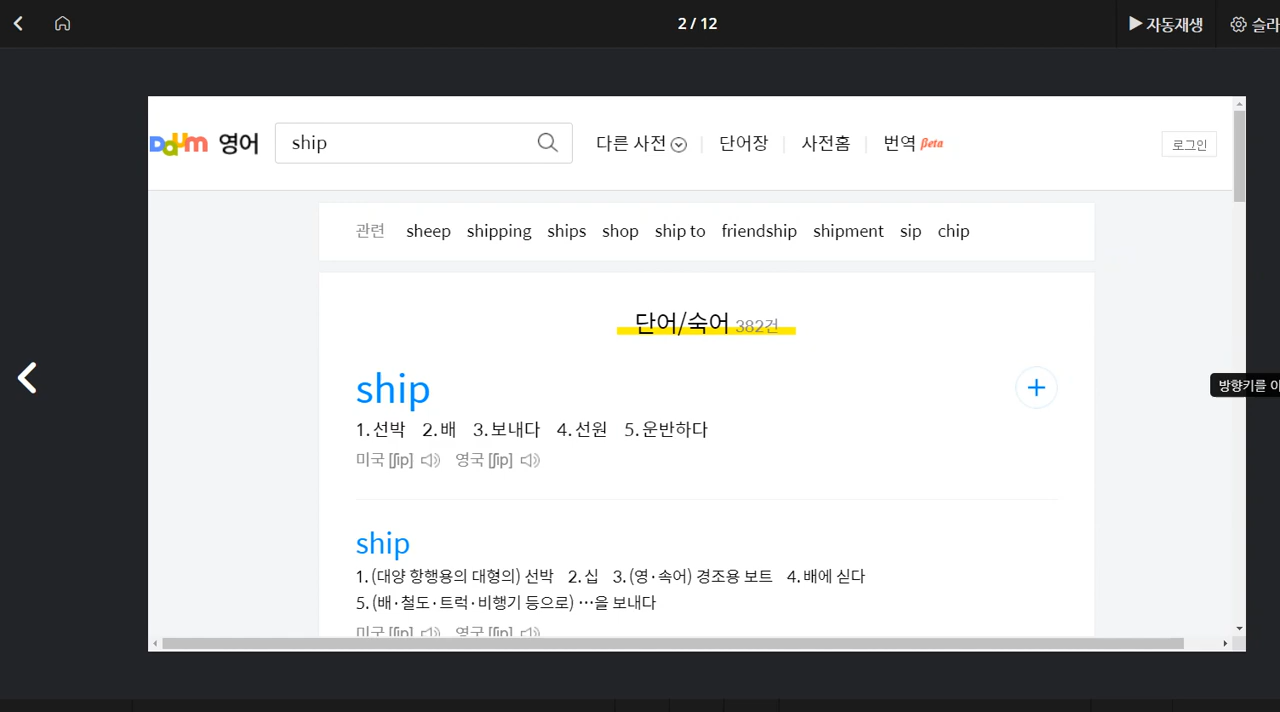 2 / 12
자동재생
슬라
Daum 영어
ship
다른 사전
단어장
사전홈
번역 Beta
로그인
관련 sheep shipping ships shop ship to friendship shipment sip chip
단어/숙어 382건
ship
1.선박 2.배 3.보내다 4.선원 5.운반하다
미국 [ʃip] 영국 [ʃip]
방향키를 이
ship
1.(대양 항행용의 대형의) 선박 2.십 3.(영·속어) 경조용 보트 4.배에 싣다
5.(배·철도·트럭·비행기 등으로) …을 보내다
미국 [ʃip] 영국 [ʃip]